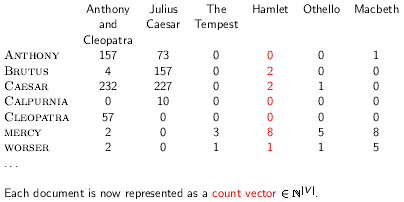 Anthony Julius The Hamlet Othello Macbeth
and Caesar Tempest
Cleopatra
ANTHONY 157 73 0 0 0 1
BRUTUS 4 157 0 2 0 0
CAESAR 232 227 0 2 1 0
CALPURNIA 0 10 0 0 0 0
CLEOPATRA 57 0 0 0 0 0
MERCY 2 0 3 8 5 8
WORSER 2 0 1 1 1 5
...
Each document is now represented as a count vector ∈ ℕ|V|.